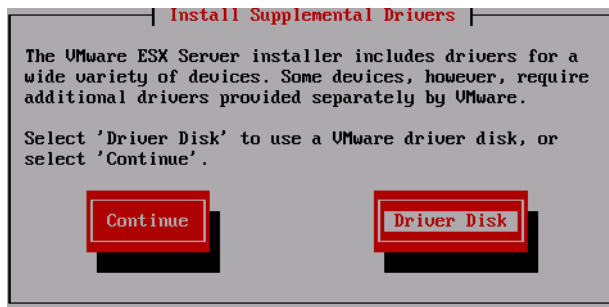 Install Supplemental Drivers
The VMware ESX Server installer includes drivers for a
wide variety of devices. Some devices, however, require
additional drivers provided separately by VMware.
Select 'Driver Disk' to use a VMware driver disk, or
select 'Continue'.
Continue
Driver Disk